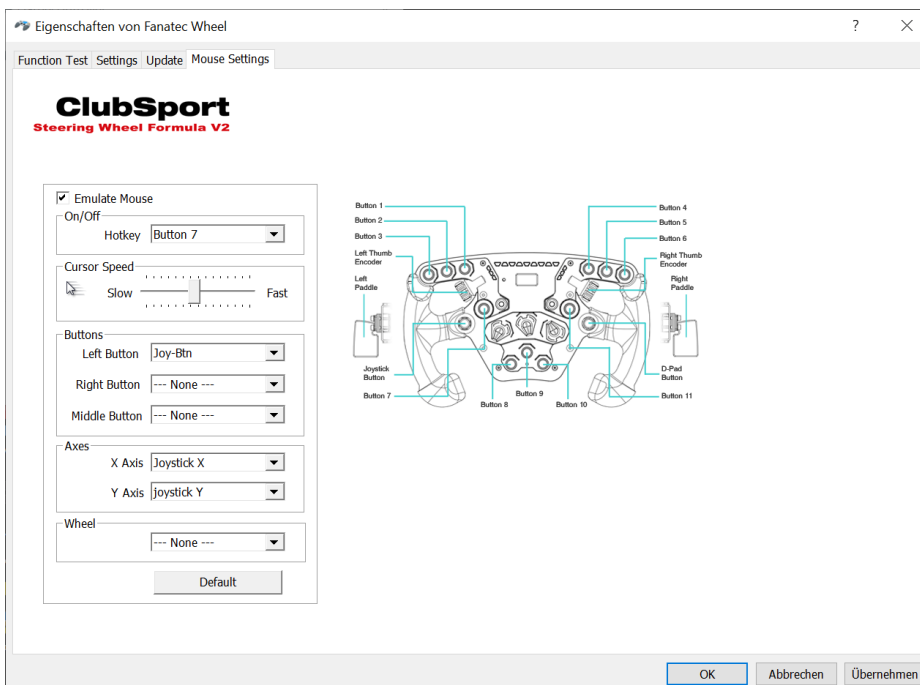 Eigenschaften von Fanatec Wheel
?
Function Test Settings Update Mouse Settings
ClubSport
Steering Wheel Formula V2
Emulate Mouse
On/Off
Hotkey Button 7
Cursor Speed
Slow Fast
Buttons
Left Button Joy-Btn
Right Button --- None ---
Middle Button --- None ---
Axes
X Axis Joystick X
Y Axis joystick Y
Wheel
--- None ---
Default
Button 1
Button 2
Button 3
Left Thumb
Encoder
Left
Paddle
Button 4
Button 5
Button 6
Right Thumb
Encoder
Right
Paddle
Joystick
Button
Button 7
Button 8
Button 9
Button 10
D-Pad
Button
Button 11
OK Abbrechen Übernehmen